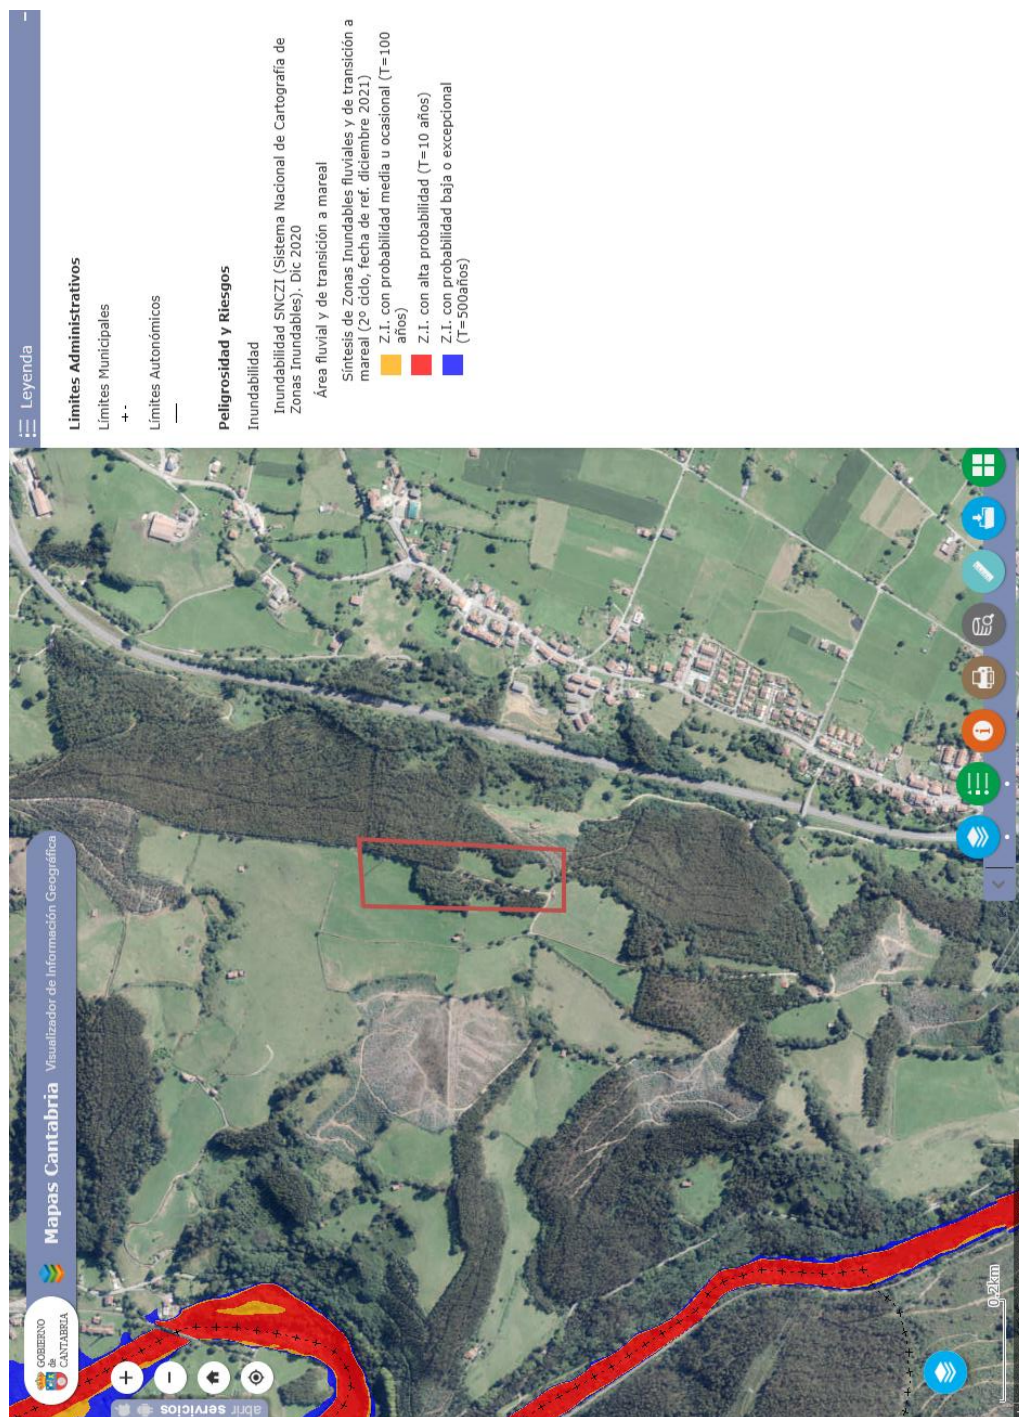 GOBIERNO
de
CANTABRIA
Mapas Cantabria Visualizador de Información Geográfica
abrir servicios
0.2km
Leyenda
Límites Administrativos
Límites Municipales
Límites Autonómicos
Peligrosidad y Riesgos
Inundabilidad
Inundabilidad SNCZI (Sistema Nacional de Cartografía de
Zonas Inundables). Dic 2020
Área fluvial y de transición a mareal
Síntesis de Zonas Inundables fluviales y de transición a
mareal (2º ciclo, fecha de ref. diciembre 2021)
Z.I. con probabilidad media u ocasional (T=100
años)
Z.I. con alta probabilidad (T=10 años)
Z.I. con probabilidad baja o excepcional
(T=500años)